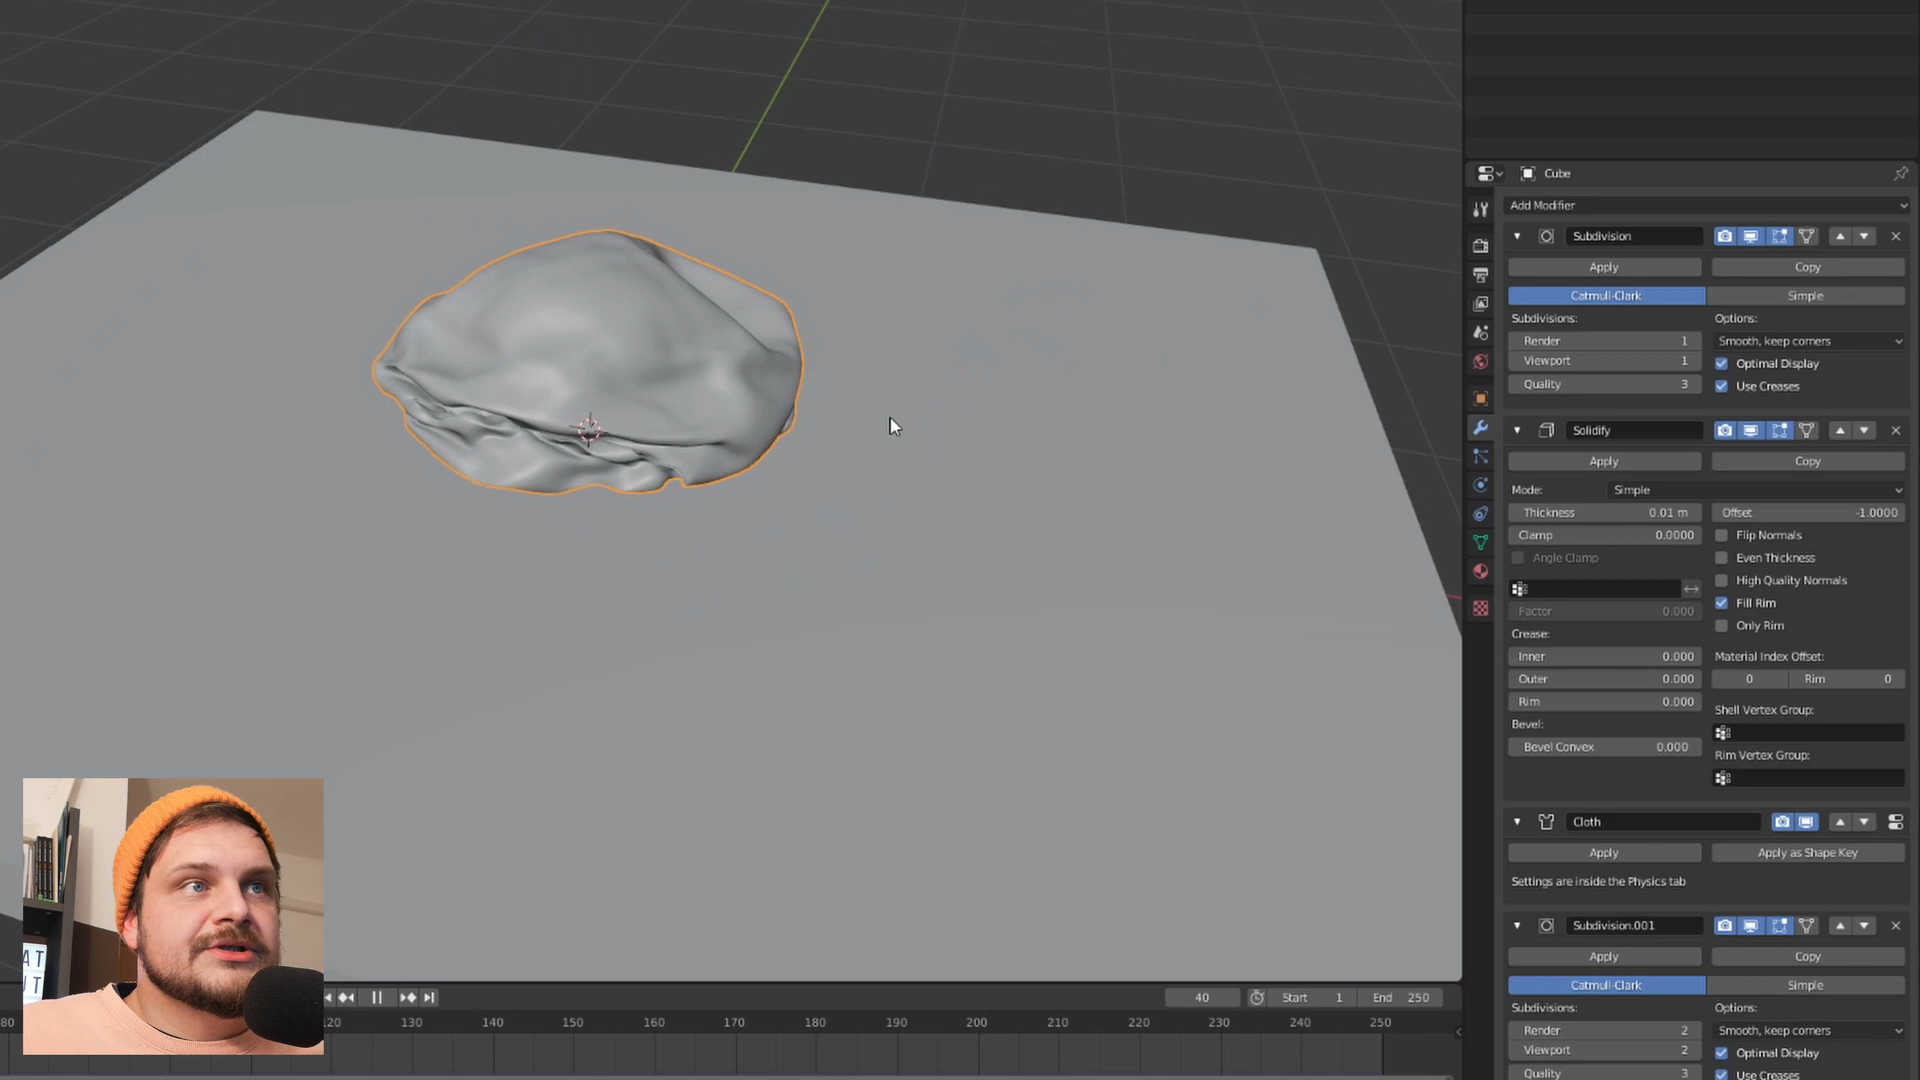 Cube
Add Modifier
Subdivision
Apply Copy
Catmull-Clark Simple
Subdivisions: Options:
Render 1 Smooth, keep corners
Viewport 1 Optimal Display
Quality 3 Use Creases
Solidify
Apply Copy
Mode: Simple
Thickness 0.01 m Offset -1.0000
Clamp 0.0000 Flip Normals
Angle Clamp Even Thickness
High Quality Normals
Fill Rim
Factor 0.000
Only Rim
Crease:
Inner 0.000 Material Index Offset:
Outer 0.000 0 Rim 0
Rim 0.000 Shell Vertex Group:
Bevel:
Bevel Convex 0.000 Rim Vertex Group:
Cloth
Apply Apply as Shape Key
Settings are inside the Physics tab
Subdivision.001
Apply Copy
Catmull-Clark Simple
Subdivisions: Options:
Render 2 Smooth, keep corners
Viewport 2 Optimal Display
Quality 3 Use Creases
AT
UT
40 Start 1 End 250
80 120 130 140 150 160 170 180 190 200 210 220 230 240 250